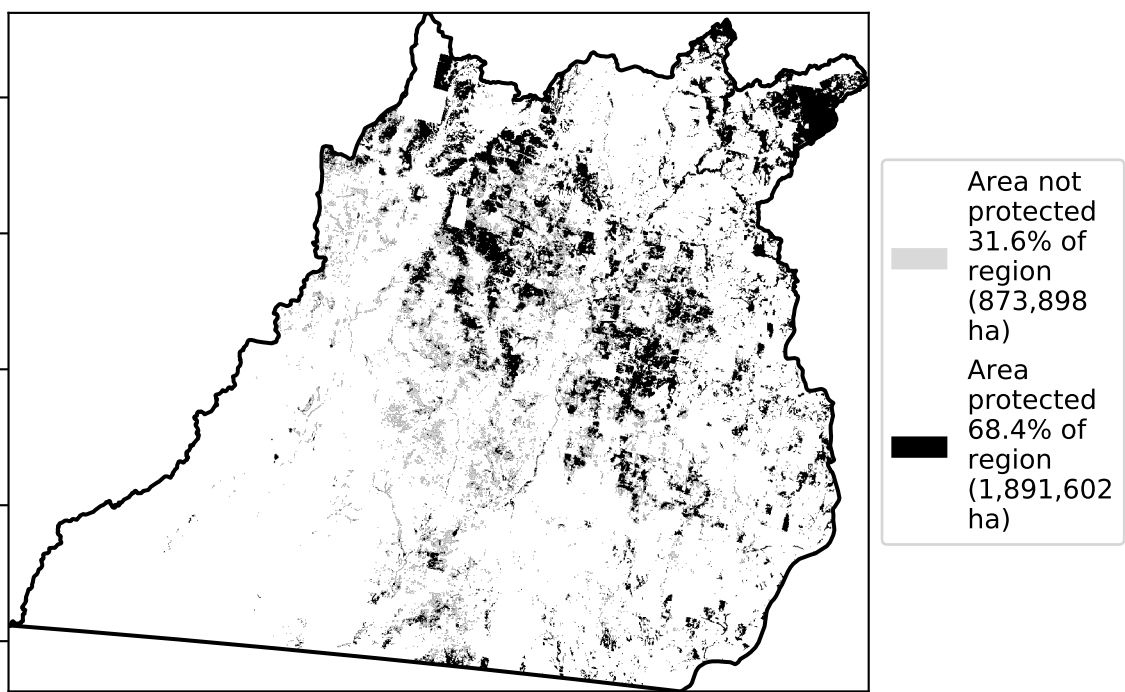 Area not
protected
31.6% of
region
(873,898
ha)
Area
protected
68.4% of
region
(1,891,602
ha)